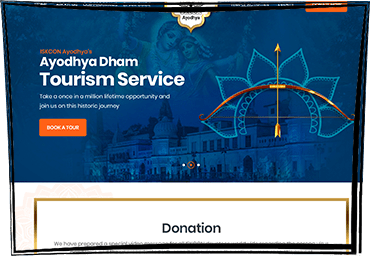 Ayodhya
ISKCON Ayodhya's
Ayodhya Dham
Tourism Service
Take a once in a million lifetime opportunity and
join us on this historic journey
BOOK A TOUR
Donation
We have prepared a special video